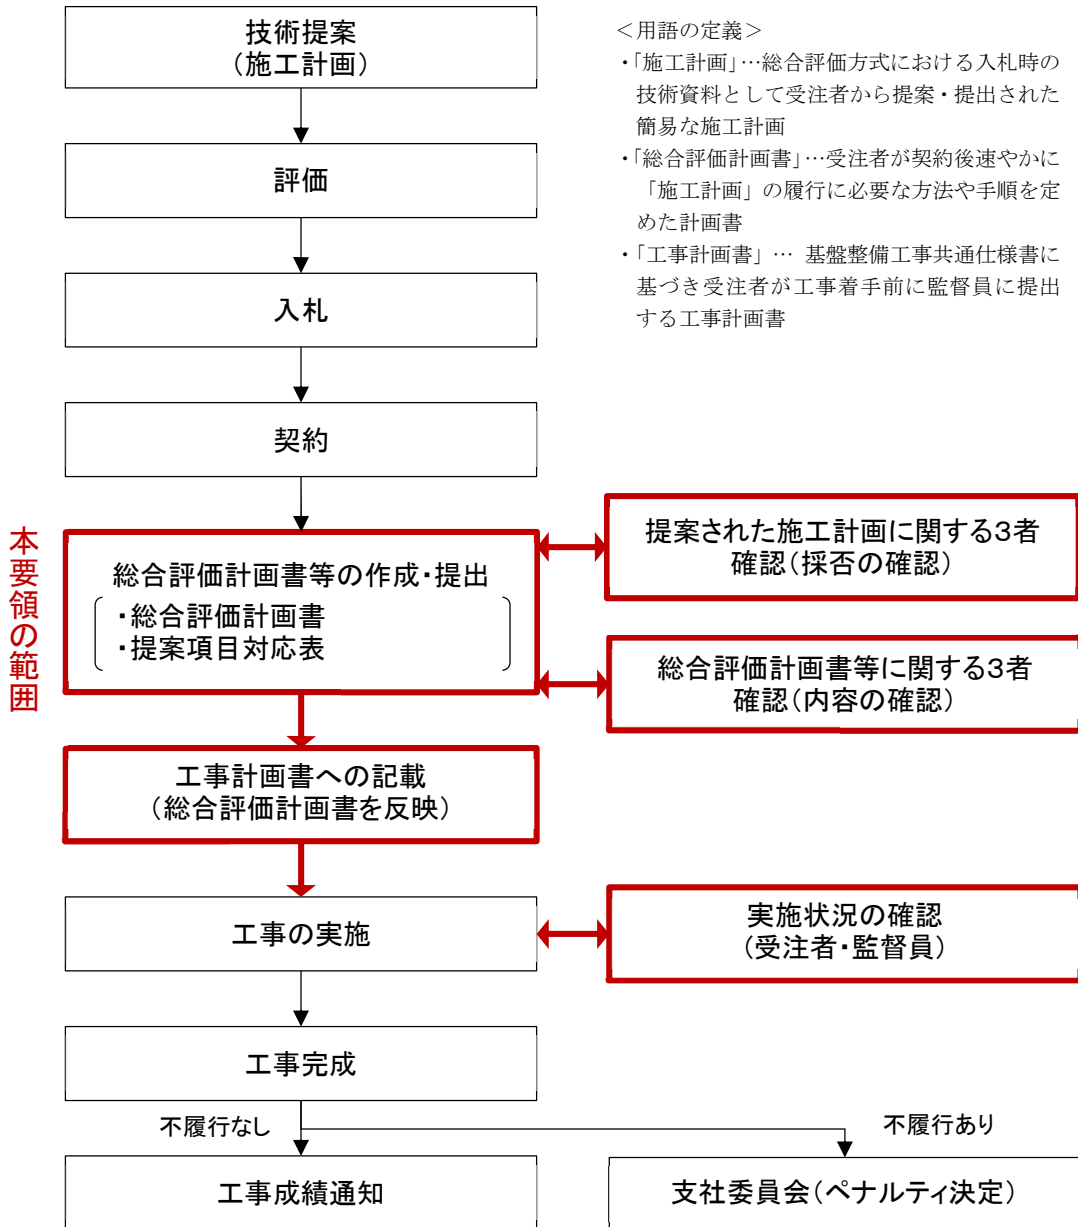 技術提案
（施工計画）
＜用語の定義＞
・「施工計画」…総合評価方式における入札時の
技術資料として受注者から提案・提出された
簡易な施工計画
・「総合評価計画書」…受注者が契約後速やかに
「施工計画」の履行に必要な方法や手順を定
めた計画書
・「工事計画書」… 基盤整備工事共通仕様書に
基づき受注者が工事着手前に監督員に提出
する工事計画書
評価
入札
契約
本要領の範囲
総合評価計画書等の作成・提出
・総合評価計画書
・提案項目対応表
提案された施工計画に関する3者
確認（採否の確認）
総合評価計画書等に関する3者
確認（内容の確認）
工事計画書への記載
（総合評価計画書を反映）
工事の実施
実施状況の確認
（受注者・監督員）
工事完成
不履行なし
不履行あり
工事成績通知
支社委員会（ペナルティ決定）